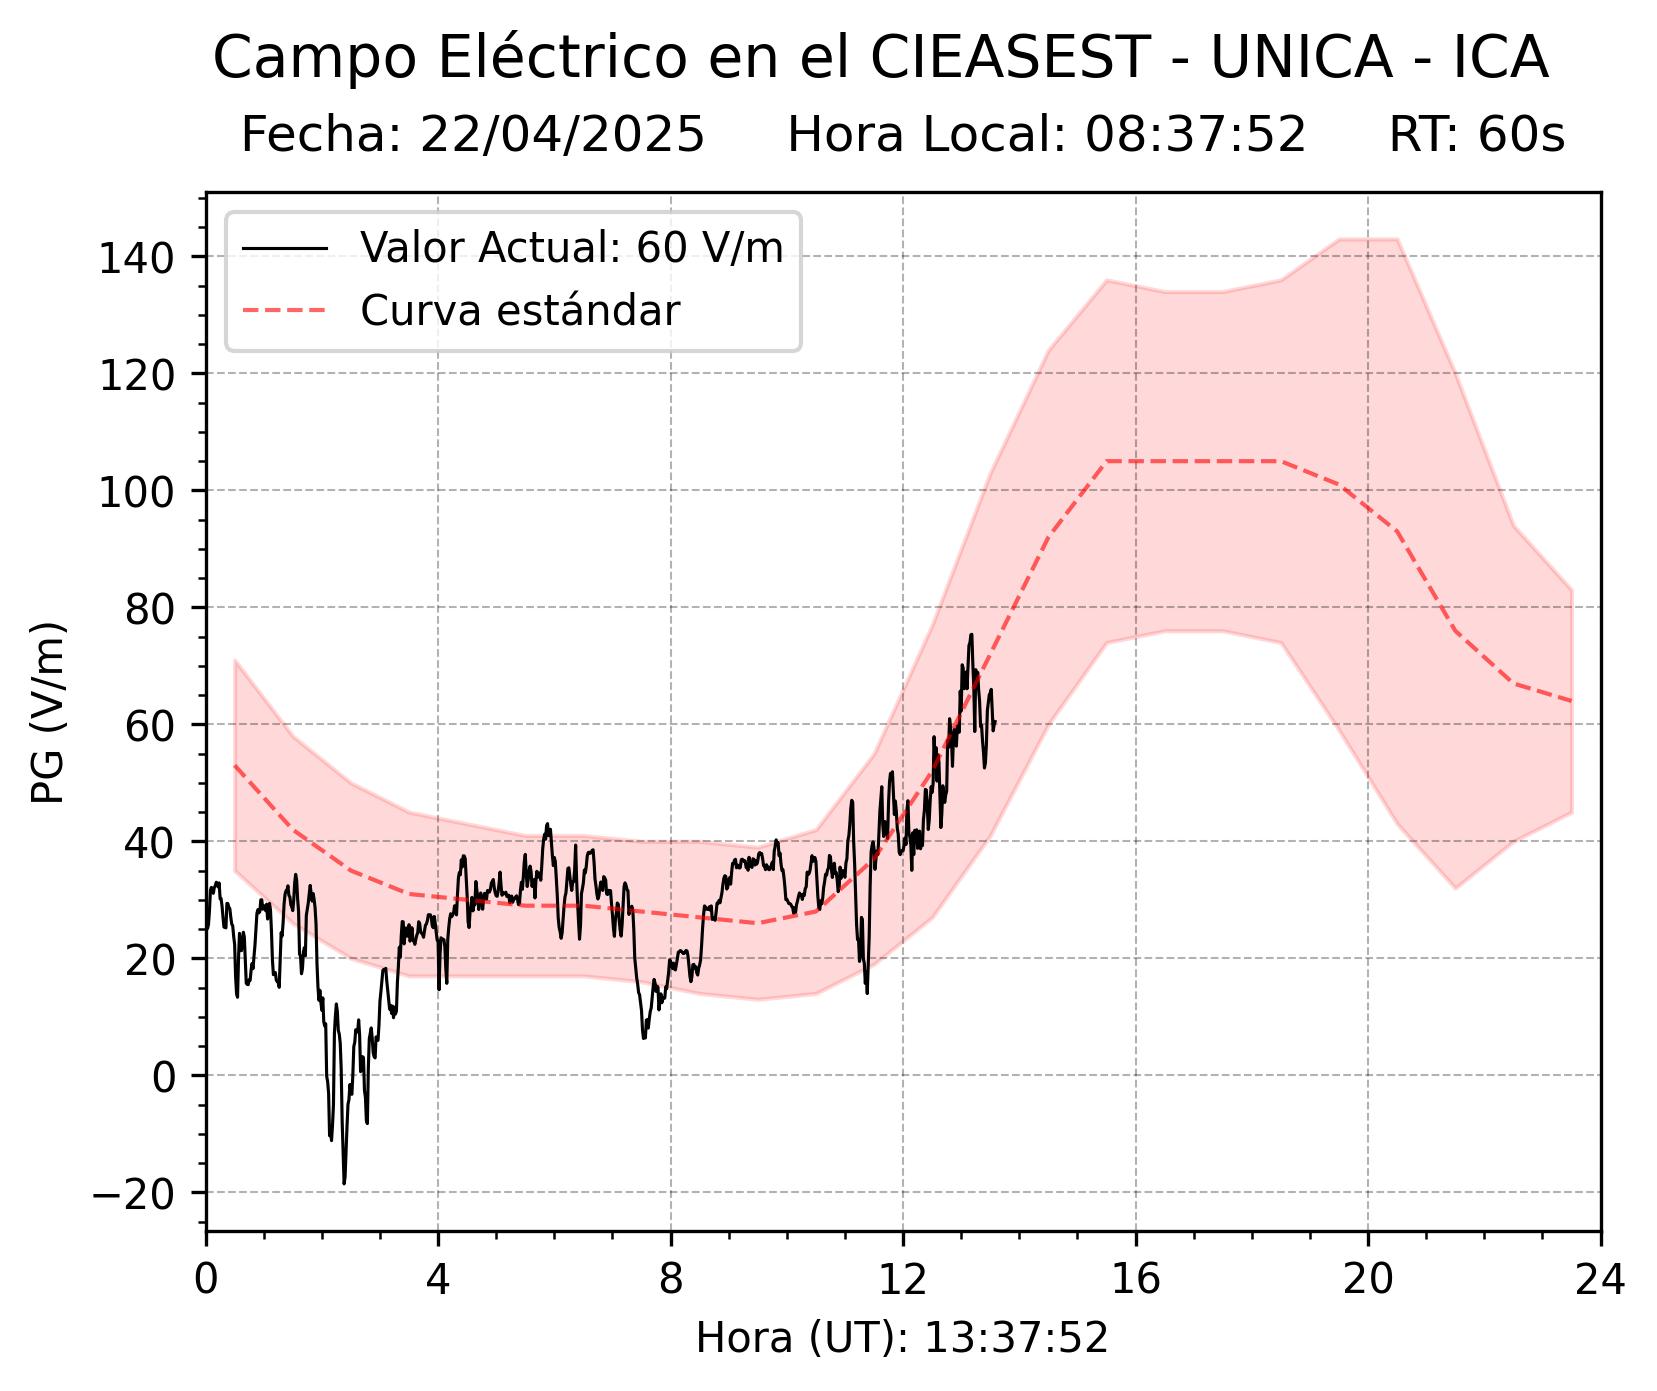 Campo Eléctrico en el CIEASEST - UNICA - ICA
Fecha: 22/04/2025 Hora Local: 08:37:52 RT: 60s
Valor Actual: 60 V/m
Curva estándar
140
120
100
80
60
40
20
0
−20
PG (V/m)
0 4 8 12 16 20 24
Hora (UT): 13:37:52